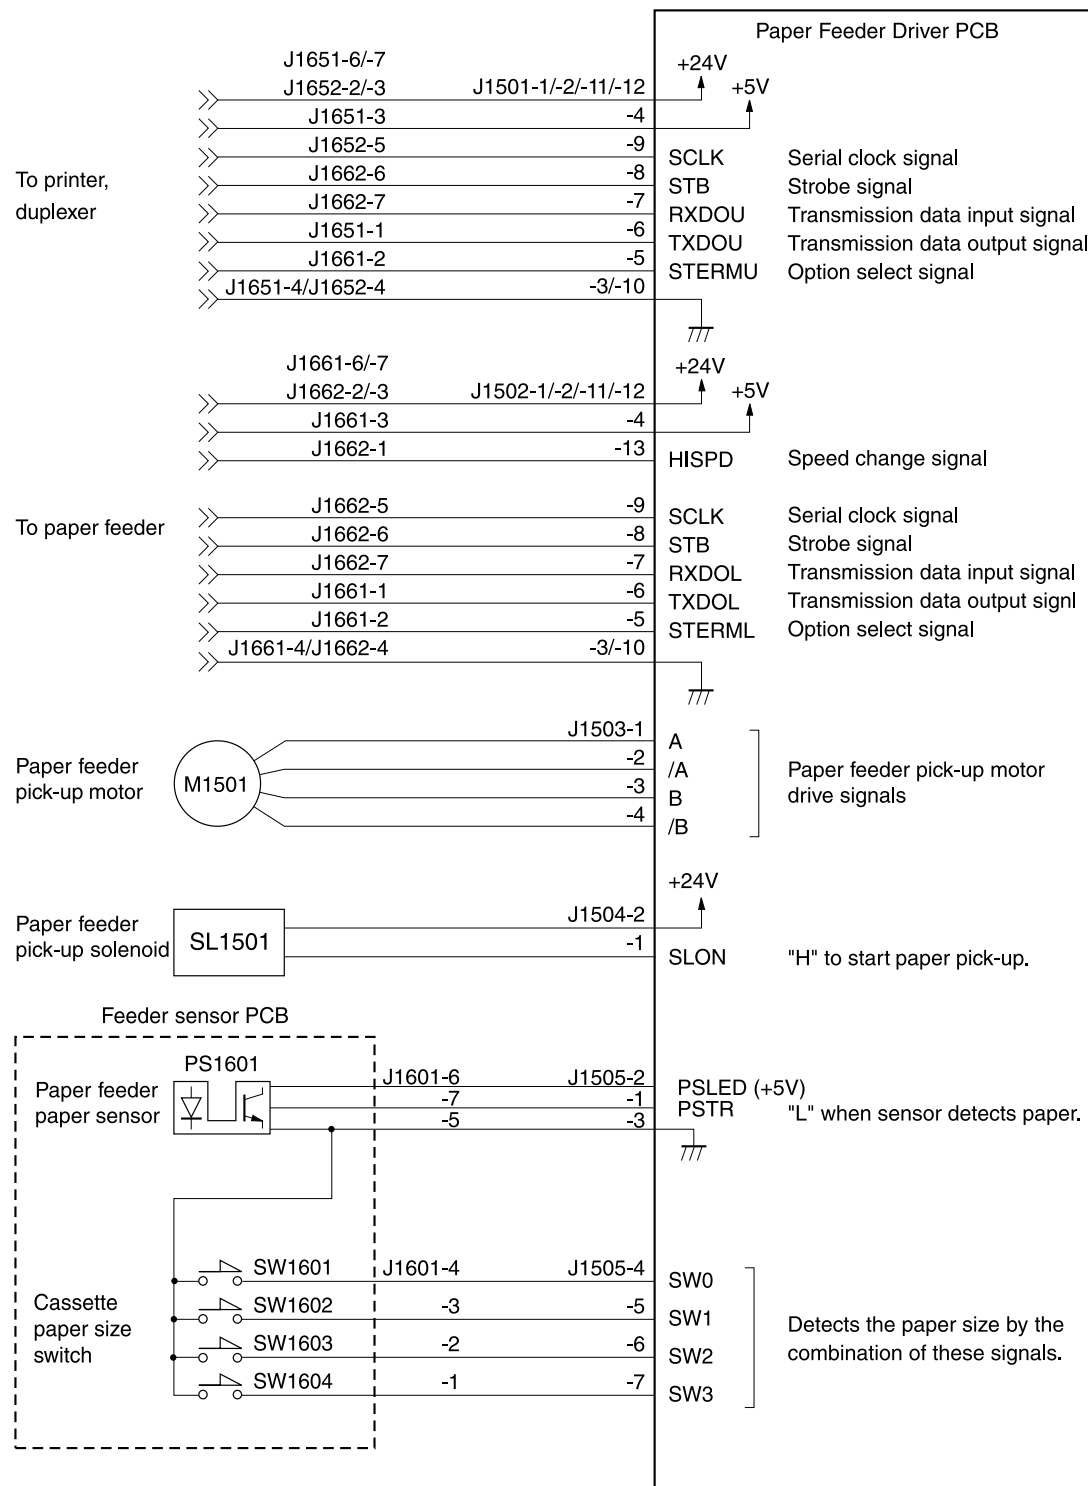 Paper Feeder Driver PCB
J1651-6/-7
+24V
J1652-2/-3 J1501-1/-2/-11/-12 +5V
J1651-3 -4
J1652-5 -9 SCLK Serial clock signal
J1662-6 -8 STB Strobe signal
To printer,
duplexer
J1662-7 -7 RXDOU Transmission data input signal
J1651-1 -6 TXDOU Transmission data output signal
J1661-2 -5 STERMU Option select signal
J1651-4/J1652-4 -3/-10
J1661-6/-7 +24V
J1662-2/-3 J1502-1/-2/-11/-12 +5V
J1661-3 -4
J1662-1 -13 HISPD Speed change signal
To paper feeder
J1662-5 -9 SCLK Serial clock signal
J1662-6 -8 STB Strobe signal
J1662-7 -7 RXDOL Transmission data input signal
J1661-1 -6 TXDOL Transmission data output signl
J1661-2 -5 STERML Option select signal
J1661-4/J1662-4 -3/-10
Paper feeder
pick-up motor
M1501
J1503-1 A
-2 /A
-3 B
-4 /B
Paper feeder pick-up motor
drive signals
+24V
Paper feeder
pick-up solenoid
SL1501
J1504-2
-1 SLON "H" to start paper pick-up.
Feeder sensor PCB
PS1601
Paper feeder
paper sensor
J1601-6 J1505-2 PSLED (+5V)
-7 -1 PSTR "L" when sensor detects paper.
-5 -3
Cassette
paper size
switch
SW1601 J1601-4 J1505-4 SW0
SW1602 -3 -5 SW1
SW1603 -2 -6 SW2
SW1604 -1 -7 SW3
Detects the paper size by the
combination of these signals.